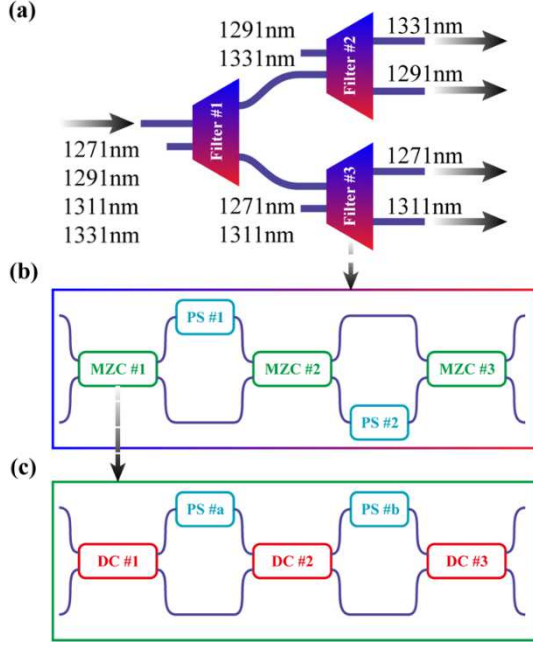 (a)
1291nm
1331nm
Filter #2
1331nm
1291nm
Filter #1
1271nm
1291nm
1311nm
1331nm
1271nm
1311nm
Filter #3
1271nm
1311nm
(b)
PS #1
MZC #1
MZC #2
MZC #3
PS #2
(c)
PS #a
PS #b
DC #1
DC #2
DC #3